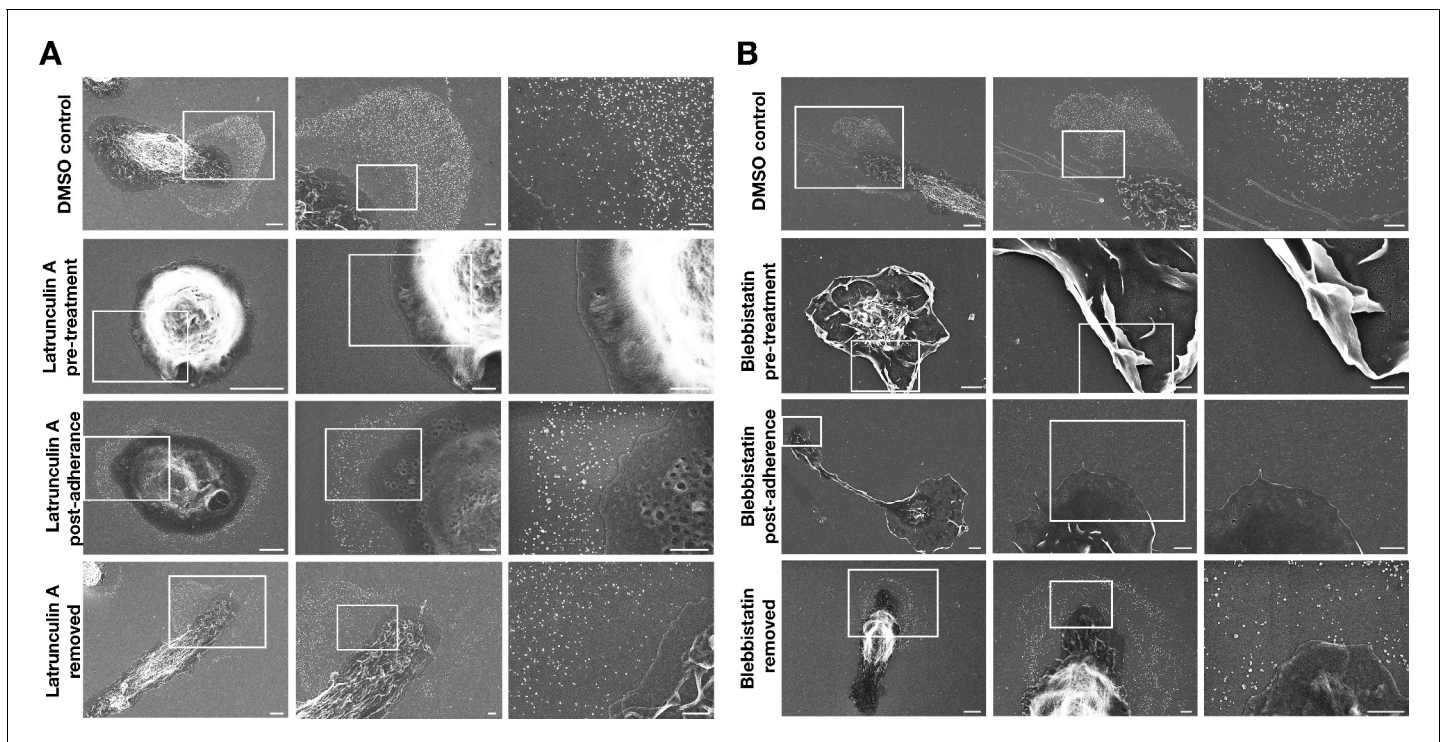 A
B
DMSO control
DMSO control
Latrunculin A
pre-treatment
Blebbistatin
pre-treatment
Latrunculin A
post-adherance
Blebbistatin
post-adherence
Latrunculin A
removed
Blebbistatin
removed